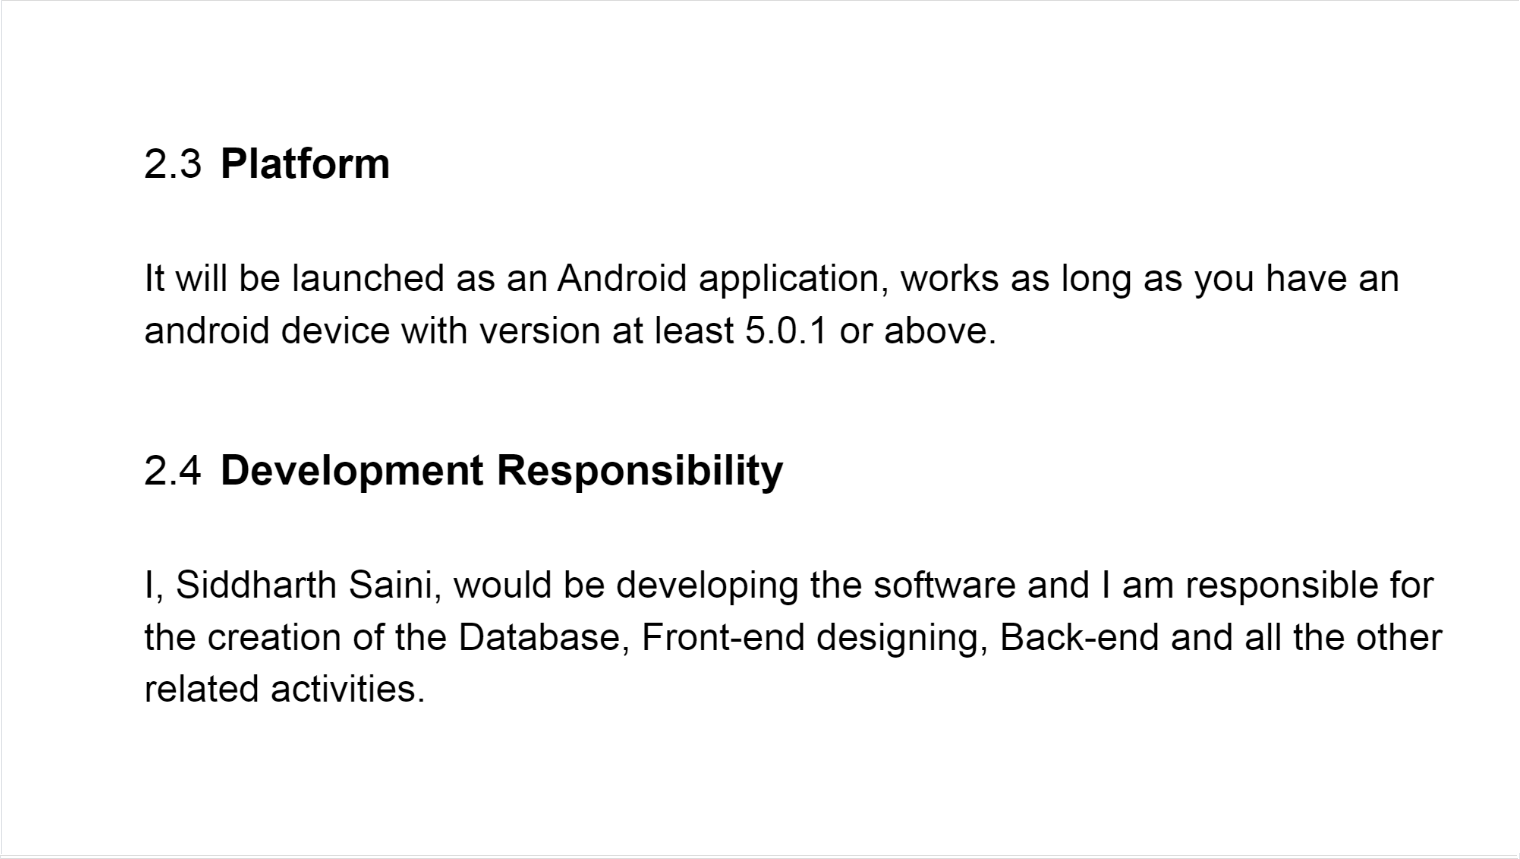 2.3 Platform
It will be launched as an Android application, works as long as you have an
android device with version at least 5.0.1 or above.
2.4 Development Responsibility
I, Siddharth Saini, would be developing the software and I am responsible for
the creation of the Database, Front-end designing, Back-end and all the other
related activities.